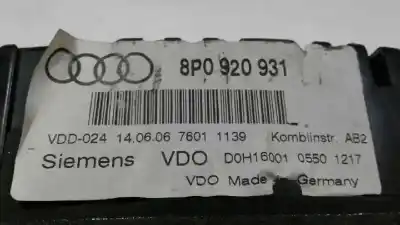 8P0 920 931
VDD-024 14.06.06 7601 1139 Kombiinstr. AB2
Siemens VDO D0H16001 0550 1217
VDO Made in Germany